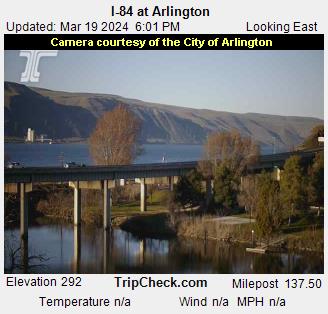 I-84 at Arlington
Updated: Mar 19 2024 6:01 PM Looking East
Camera courtesy of the City of Arlington
Elevation 292 TripCheck.com Milepost 137.50
Temperature n/a Wind n/a MPH n/a